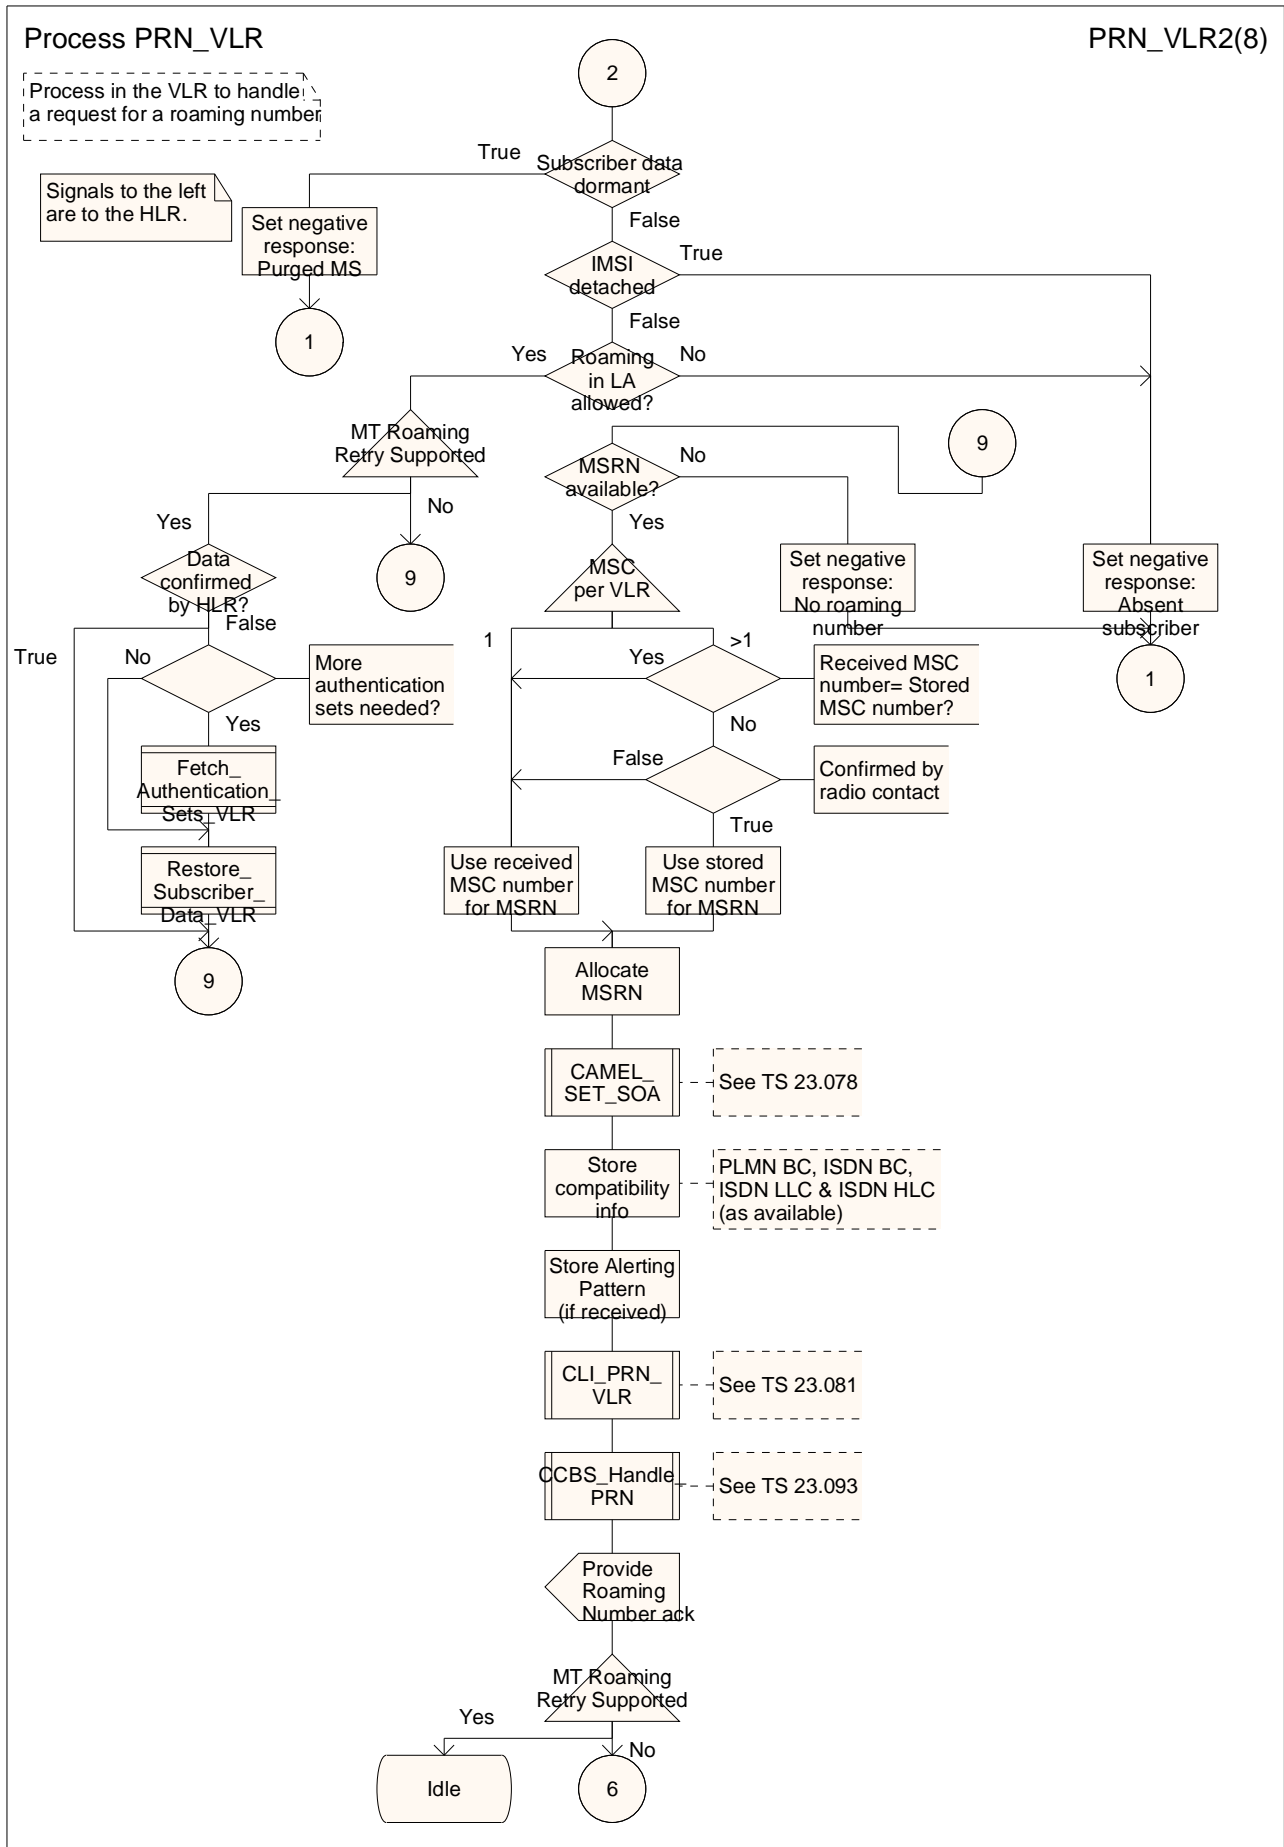 Process PRN_VLR
PRN_VLR2(8)
Process in the VLR to handle
a request for a roaming number
2
True
Subscriber data
dormant
Signals to the left
are to the HLR.
Set negative
response:
Purged MS
False
IMSI
detached
True
1
False
Yes
Roaming
in LA
allowed?
No
MT Roaming
Retry Supported
9
MSRN
available?
No
No
Yes
Yes
Data
confirmed
by HLR?
9
MSC
per VLR
Set negative
response:
No roaming
number
Set negative
response:
Absent
subscriber
False
True
No
1
>1
Yes
More
authentication
sets needed?
Received MSC
number= Stored
MSC number?
1
Yes
No
Fetch_
Authentication_
Sets_VLR
False
Confirmed by
radio contact
True
Restore_
Subscriber_
Data_VLR
Use received
MSC number
for MSRN
Use stored
MSC number
for MSRN
9
Allocate
MSRN
CAMEL_
SET_SOA
See TS 23.078
Store
compatibility
info
PLMN BC, ISDN BC,
ISDN LLC & ISDN HLC
(as available)
Store Alerting
Pattern
(if received)
CLI_PRN_
VLR
See TS 23.081
CCBS_Handle_
PRN
See TS 23.093
Provide
Roaming
Number ack
MT Roaming
Retry Supported
Yes
No
Idle
6